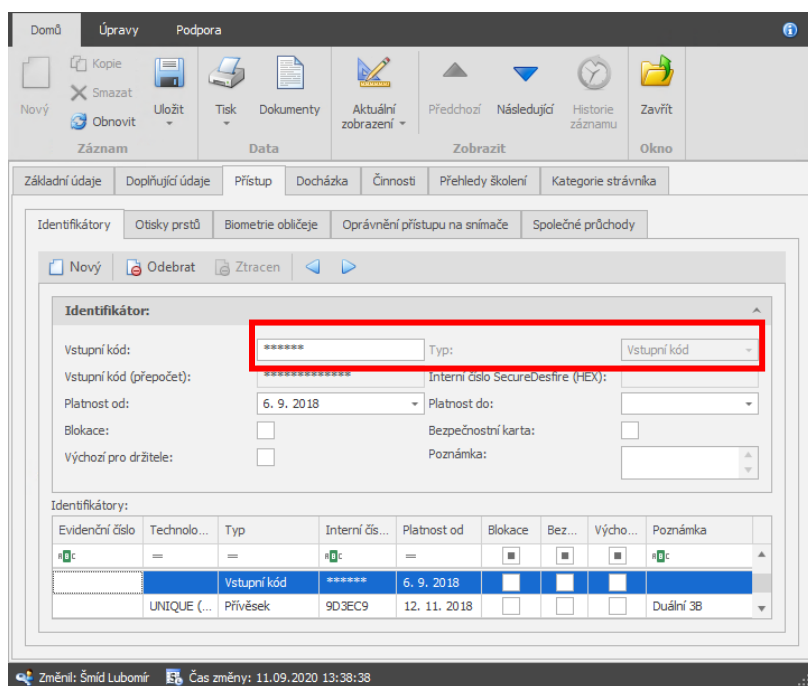 Domů Úpravy Podpora
Nový Kopie Smazat Obnovit Uložit Tisk Dokumenty Aktuální zobrazení Předchozí Následující Historie záznamu Zavřít
Záznam Data Zobrazit Okno
Základní údaje Doplňující údaje Přístup Docházka Činnosti Přehledy školení Kategorie strávníka
Identifikátory Otisky prstů Biometrie obličeje Oprávnění přístupu na snímače Společné průchody
Nový Odebrat Ztracen
Identifikátor:
Vstupní kód: ****** Typ: Vstupní kód
Vstupní kód (přepočet): ************* Interní číslo SecureDesfire (HEX):
Platnost od: 6. 9. 2018 Platnost do:
Blokace: Bezpečnostní karta:
Výchozí pro držitele: Poznámka:
Identifikátory:
Evidenční číslo Technolo... Typ Interní čís... Platnost od Blokace Bez... Výcho... Poznámka
= = =
Vstupní kód ****** 6. 9. 2018
UNIQUE (... Přívěsek 9D3EC9 12. 11. 2018 Duální 3B
Změnil: Šmíd Lubomír Čas změny: 11.09.2020 13:38:38